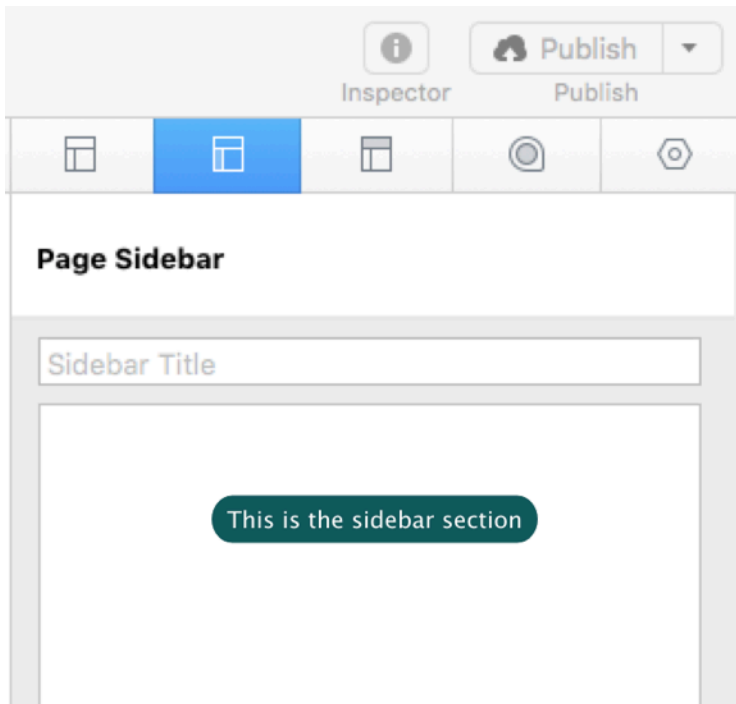 Publish
Inspector
Publish
Page Sidebar
Sidebar Title
This is the sidebar section